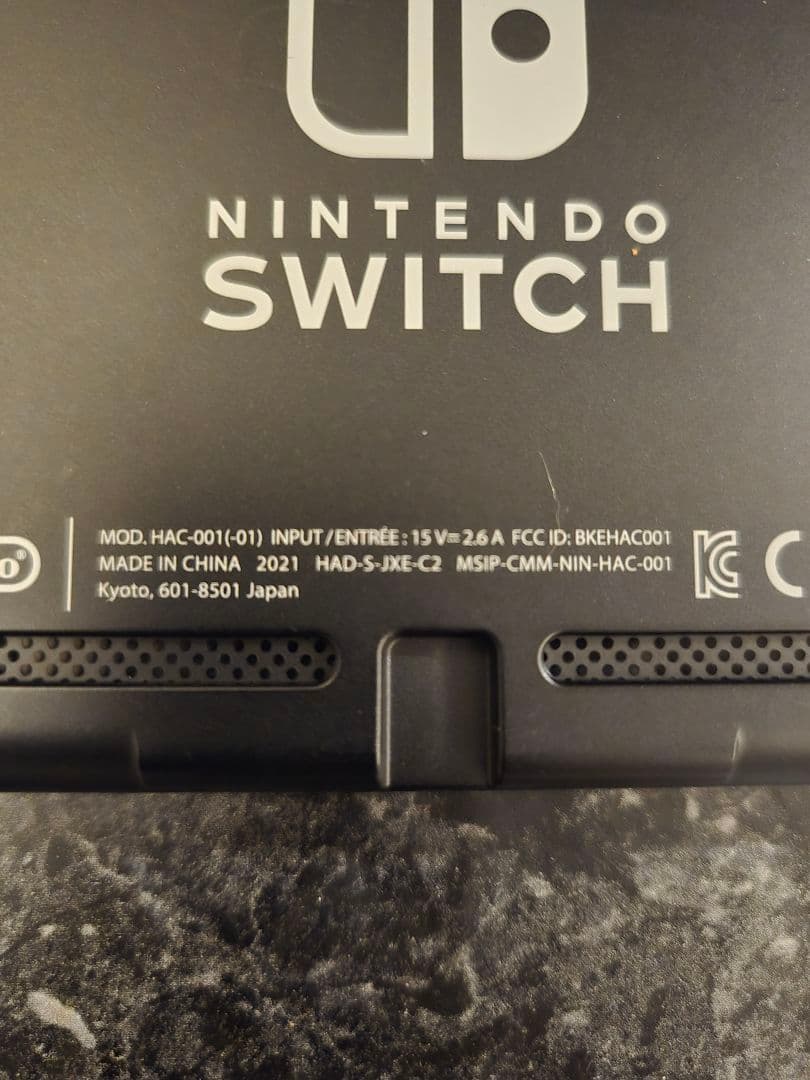 NINTENDO
SWITCH
MOD. HAC-001(-01) INPUT/ENTRÉE : 15 V⎓2.6 A FCC ID: BKEHAC001
MADE IN CHINA 2021 HAD-S-JXE-C2 MSIP-CMM-NIN-HAC-001
Kyoto, 601-8501 Japan